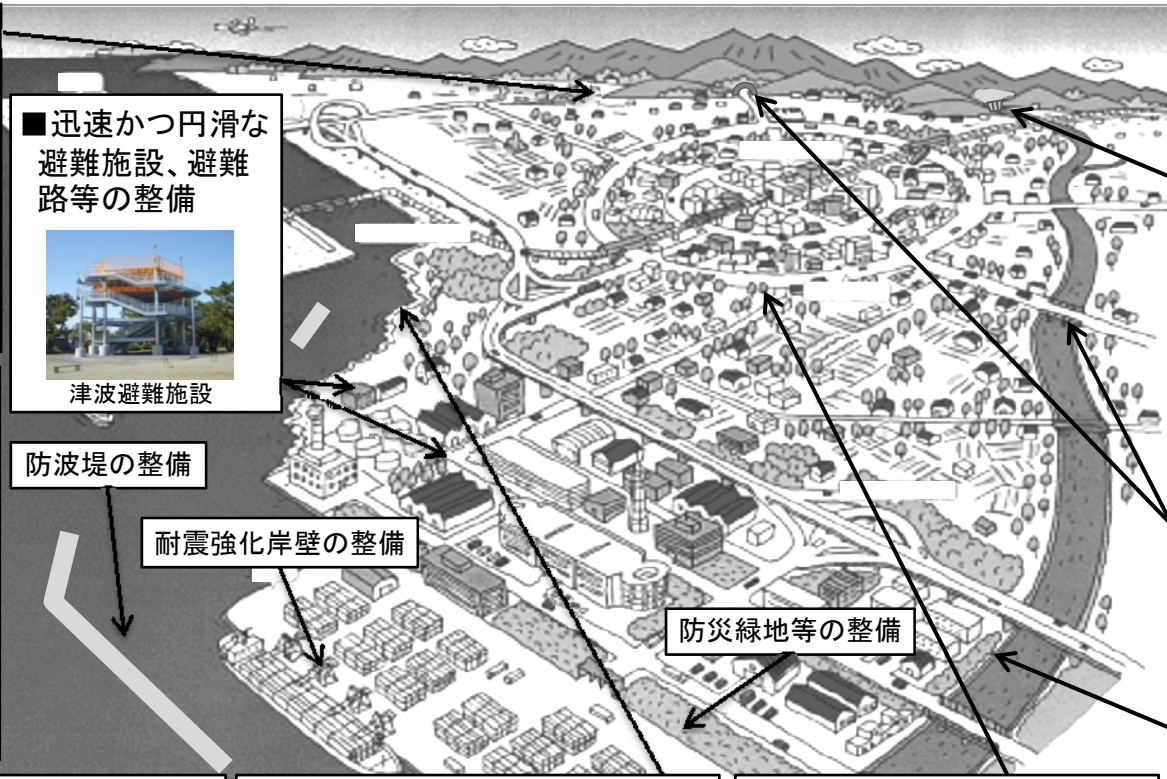 ■迅速かつ円滑な
避難施設、避難
路等の整備
津波避難施設
防波堤の整備
耐震強化岸壁の整備
防災緑地等の整備